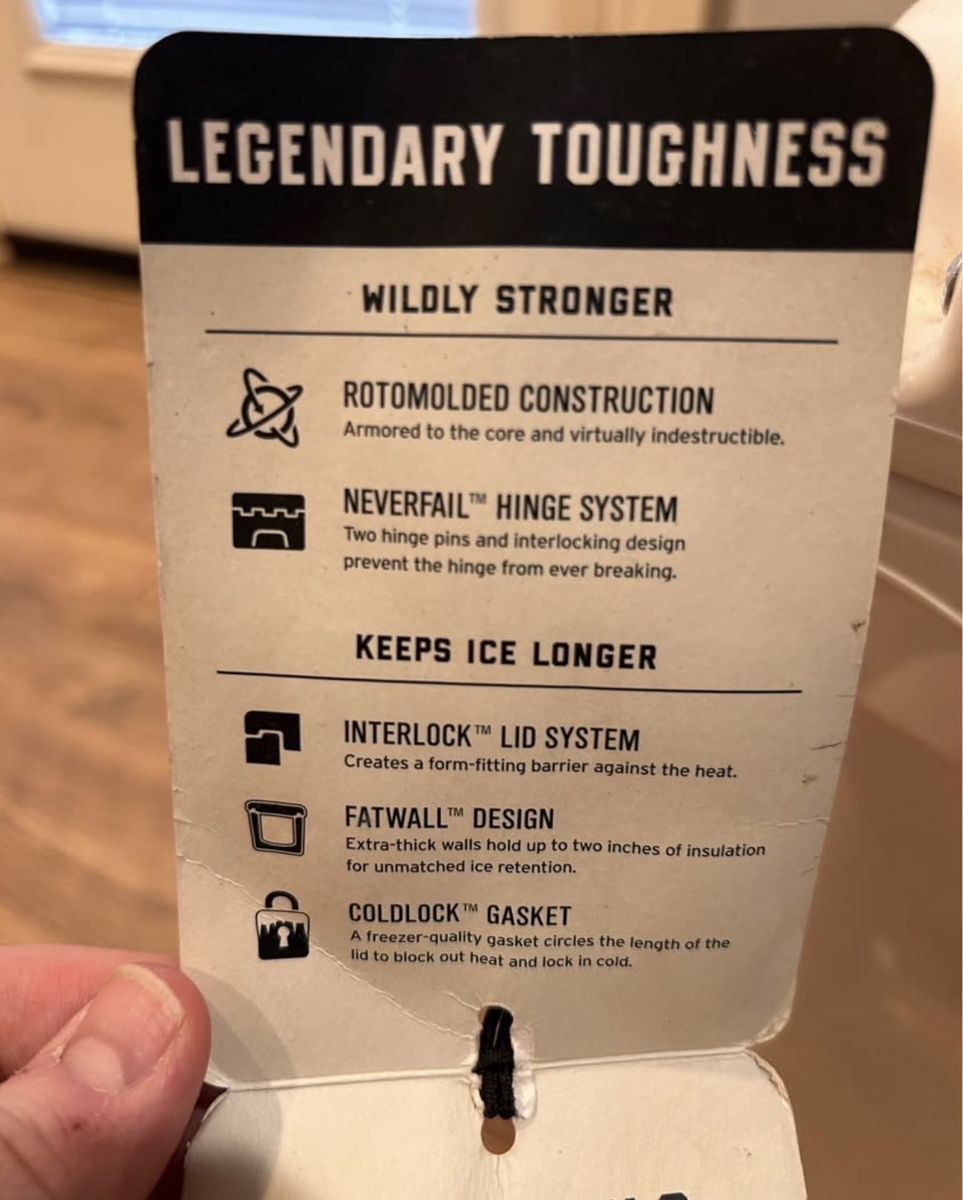 LEGENDARY TOUGHNESS
WILDLY STRONGER
ROTOMOLDED CONSTRUCTION
Armored to the core and virtually indestructible.
NEVERFAIL™ HINGE SYSTEM
Two hinge pins and interlocking design
prevent the hinge from ever breaking.
KEEPS ICE LONGER
INTERLOCK™ LID SYSTEM
Creates a form-fitting barrier against the heat.
FATWALL™ DESIGN
Extra-thick walls hold up to two inches of insulation
for unmatched ice retention.
COLDLOCK™ GASKET
A freezer-quality gasket circles the length of the
lid to block out heat and lock in cold.